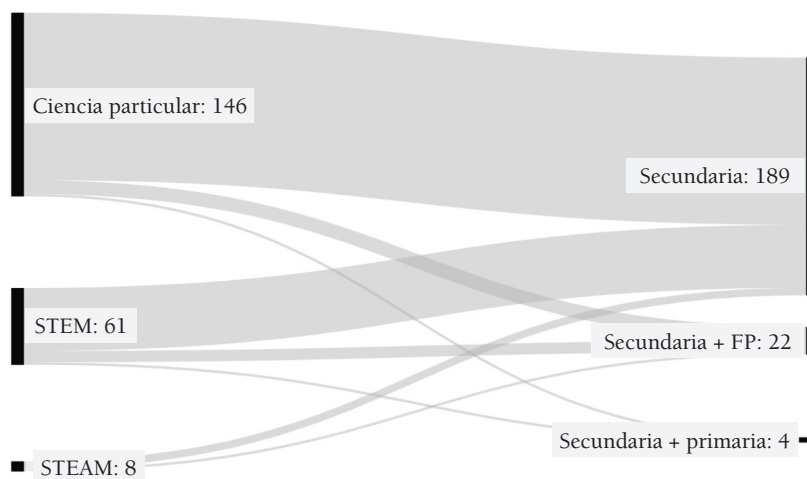 Ciencia particular: 146
Secundaria: 189
STEM: 61
Secundaria + FP: 22
Secundaria + primaria: 4
STEAM: 8